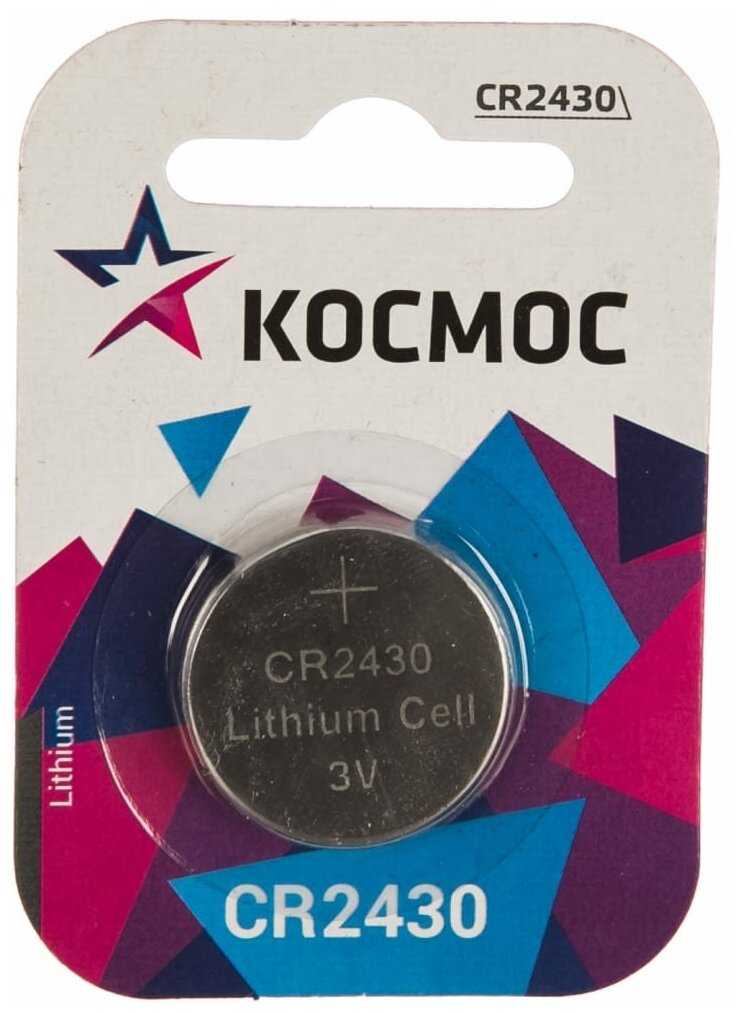 CR2430
КОСМОС
+
CR2430
Lithium Cell
3V
Lithium
CR2430